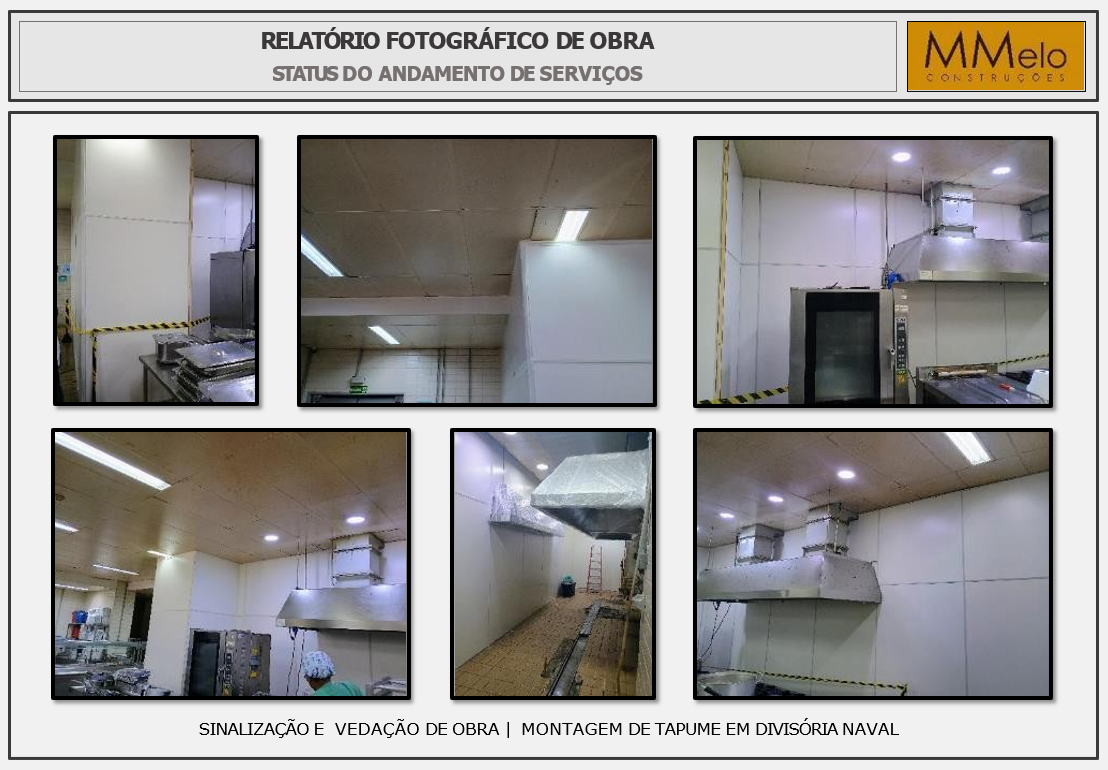 RELATÓRIO FOTOGRÁFICO DE OBRA
STATUS DO ANDAMENTO DE SERVIÇOS
MMelo
CONSTRUÇÕES
SINALIZAÇÃO E VEDAÇÃO DE OBRA | MONTAGEM DE TAPUME EM DIVISÓRIA NAVAL